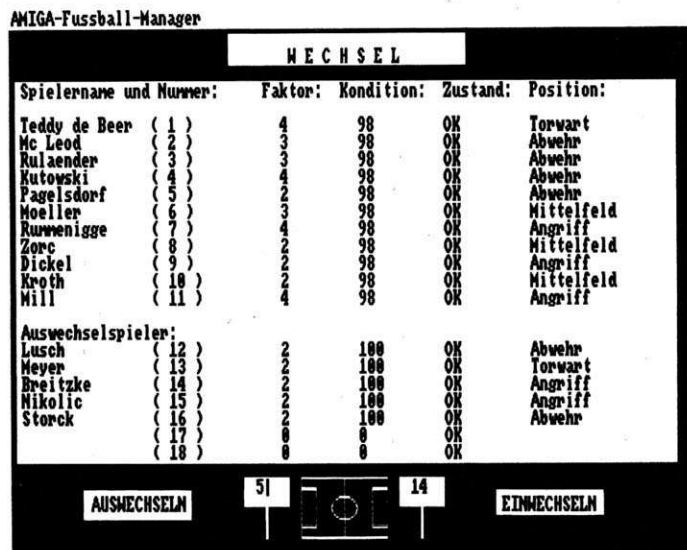 AMIGA-Fussball-Manager
W E C H S E L
Spielername und Nummer: Faktor: Kondition: Zustand: Position:
Teddy de Beer ( 1 ) 4 98 OK Torwart
Mc Leod ( 2 ) 3 98 OK Abwehr
Rulaender ( 3 ) 3 98 OK Abwehr
Kutowski ( 4 ) 4 98 OK Abwehr
Pagelsdorf ( 5 ) 2 98 OK Abwehr
Moeller ( 6 ) 3 98 OK Mittelfeld
Rummenigge ( 7 ) 4 98 OK Angriff
Zorc ( 8 ) 2 98 OK Mittelfeld
Dickel ( 9 ) 2 98 OK Angriff
Kroth ( 10 ) 2 98 OK Mittelfeld
Mill ( 11 ) 4 98 OK Angriff
Auswechselspieler:
Lusch ( 12 ) 2 100 OK Abwehr
Meyer ( 13 ) 2 100 OK Torwart
Breitzke ( 14 ) 2 100 OK Angriff
Nikolic ( 15 ) 2 100 OK Angriff
Storck ( 16 ) 2 100 OK Abwehr
( 17 ) 0 0 OK
( 18 ) 0 0 OK
AUSWECHSELN 5| 14 EINWECHSELN